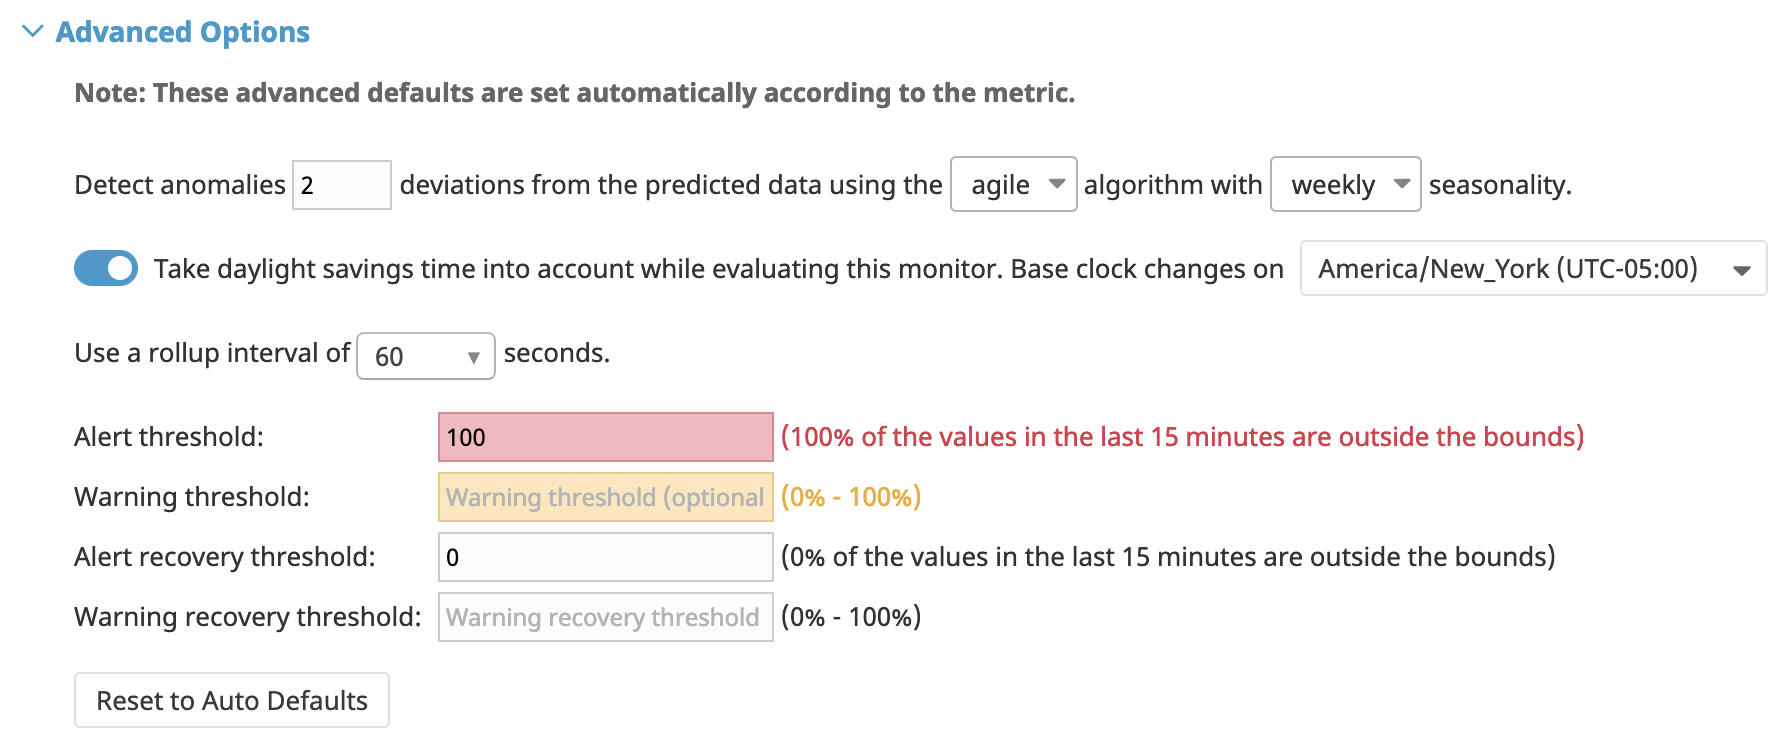 Advanced Options
Note: These advanced defaults are set automatically according to the metric.
Detect anomalies 2 deviations from the predicted data using the agile algorithm with weekly seasonality.
Take daylight savings time into account while evaluating this monitor. Base clock changes on America/New_York (UTC-05:00)
Use a rollup interval of 60 seconds.
Alert threshold: 100 (100% of the values in the last 15 minutes are outside the bounds)
Warning threshold: Warning threshold (optional (0% - 100%)
Alert recovery threshold: 0 (0% of the values in the last 15 minutes are outside the bounds)
Warning recovery threshold: Warning recovery threshold (0% - 100%)
Reset to Auto Defaults